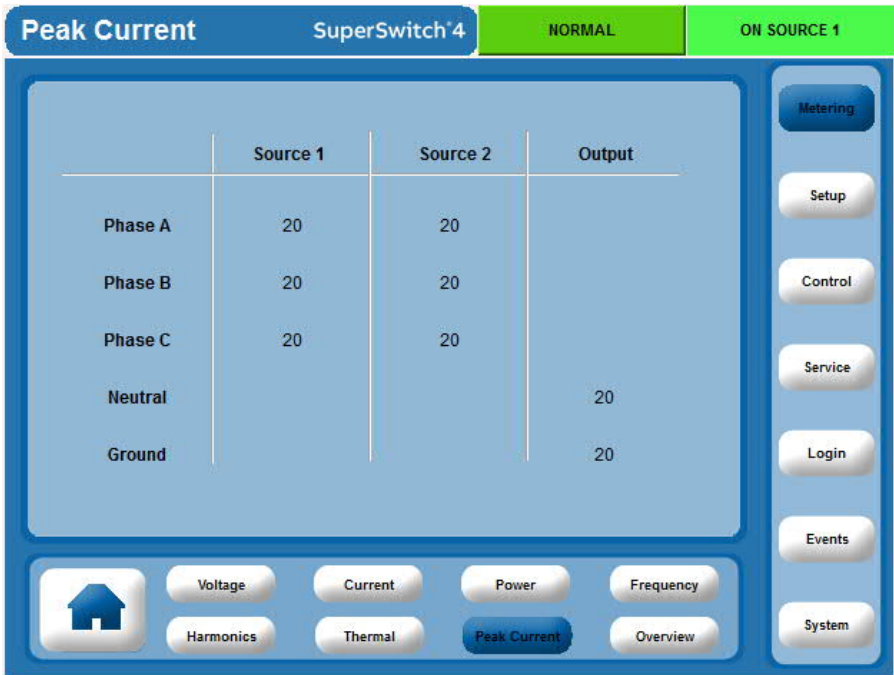 Peak Current SuperSwitch®4 NORMAL ON SOURCE 1
Metering
Source 1 Source 2 Output
Setup
Phase A 20 20
Phase B 20 20
Control
Phase C 20 20
Service
Neutral 20
Ground 20
Login
Events
Voltage Current Power Frequency
Harmonics Thermal Peak Current Overview
System